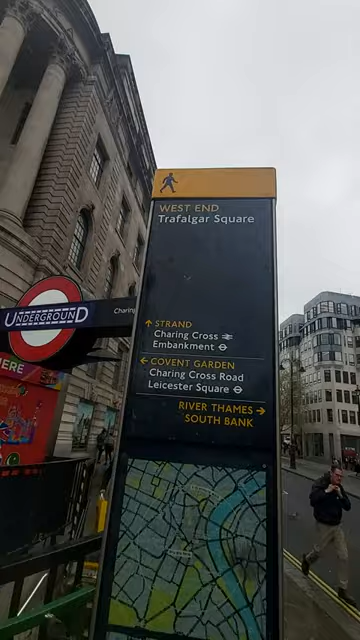 WEST END
Trafalgar Square
UNDERGROUND
Charing
↑ STRAND
Charing Cross
Embankment
← COVENT GARDEN
Charing Cross Road
Leicester Square
RIVER THAMES →
SOUTH BANK